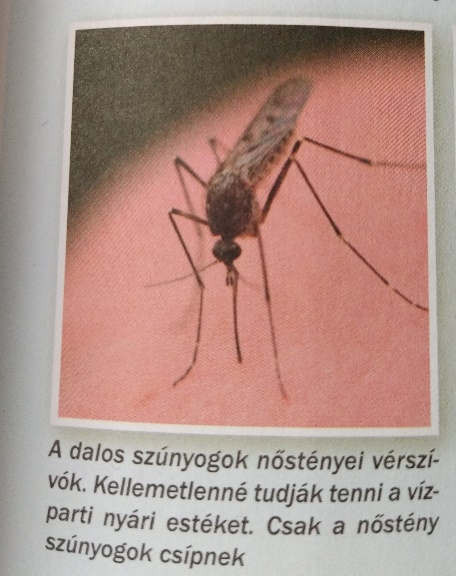 A dalos szúnyogok nőstényei vérszí-
vók. Kellemetlenné tudják tenni a víz-
parti nyári estéket. Csak a nőstény
szúnyogok csípnek